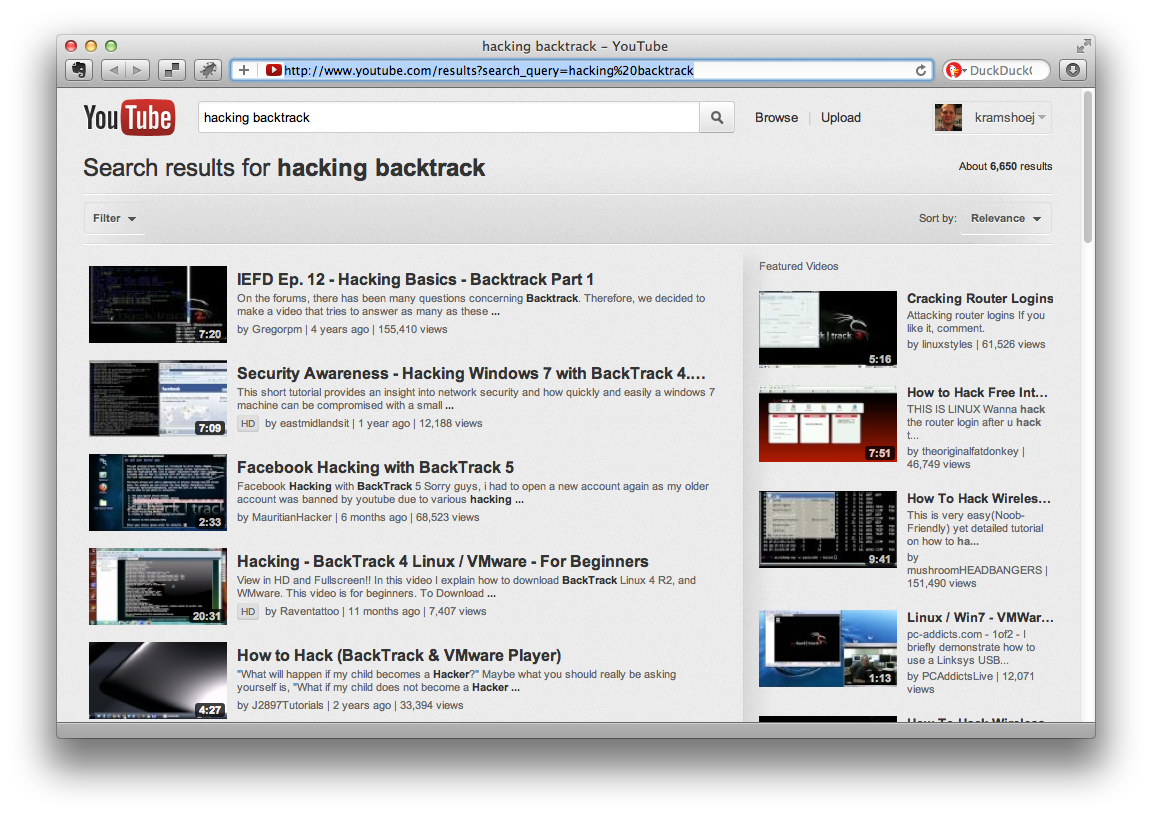 hacking backtrack – YouTube
http://www.youtube.com/results?search_query=hacking%20backtrack
DuckDuck
YouTube
hacking backtrack
Browse
Upload
kramshoej
Search results for hacking backtrack
About 6,650 results
Filter
Sort by: Relevance
IEFD Ep. 12 - Hacking Basics - Backtrack Part 1
On the forums, there has been many questions concerning Backtrack. Therefore, we decided to
make a video that tries to answer as many as these ...
by Gregorpm | 4 years ago | 155,410 views
7:20
Security Awareness - Hacking Windows 7 with BackTrack 4....
This short tutorial provides an insight into network security and how quickly and easily a windows 7
machine can be compromised with a small ...
HD by eastmidlandsit | 1 year ago | 12,188 views
7:09
Facebook Hacking with BackTrack 5
Facebook Hacking with BackTrack 5 Sorry guys, i had to open a new account again as my older
account was banned by youtube due to various hacking ...
by MauritianHacker | 6 months ago | 68,523 views
2:33
Hacking - BackTrack 4 Linux / VMware - For Beginners
View in HD and Fullscreen!! In this video I explain how to download BackTrack Linux 4 R2, and
WMware. This video is for beginners. To Download ...
HD by Raventattoo | 11 months ago | 7,407 views
20:31
How to Hack (BackTrack & VMware Player)
"What will happen if my child becomes a Hacker?" Maybe what you should really be asking
yourself is, "What if my child does not become a Hacker ...
by J2897Tutorials | 2 years ago | 33,394 views
4:27
Featured Videos
Cracking Router Logins
Attacking router logins If you
like it, comment.
by linuxstyles | 61,526 views
5:16
How to Hack Free Int...
THIS IS LINUX Wanna hack
the router login after u hack
t...
by theoriginalfatdonkey |
46,749 views
7:51
How To Hack Wireles...
This is very easy(Noob-
Friendly) yet detailed tutorial
on how to ha...
by
mushroomHEADBANGERS |
151,490 views
9:41
Linux / Win7 - VMWar...
pc-addicts.com - 1of2 - I
briefly demonstrate how to
use a Linksys USB...
by PCAddictsLive | 12,071
views
1:13
How To Hack Wireless